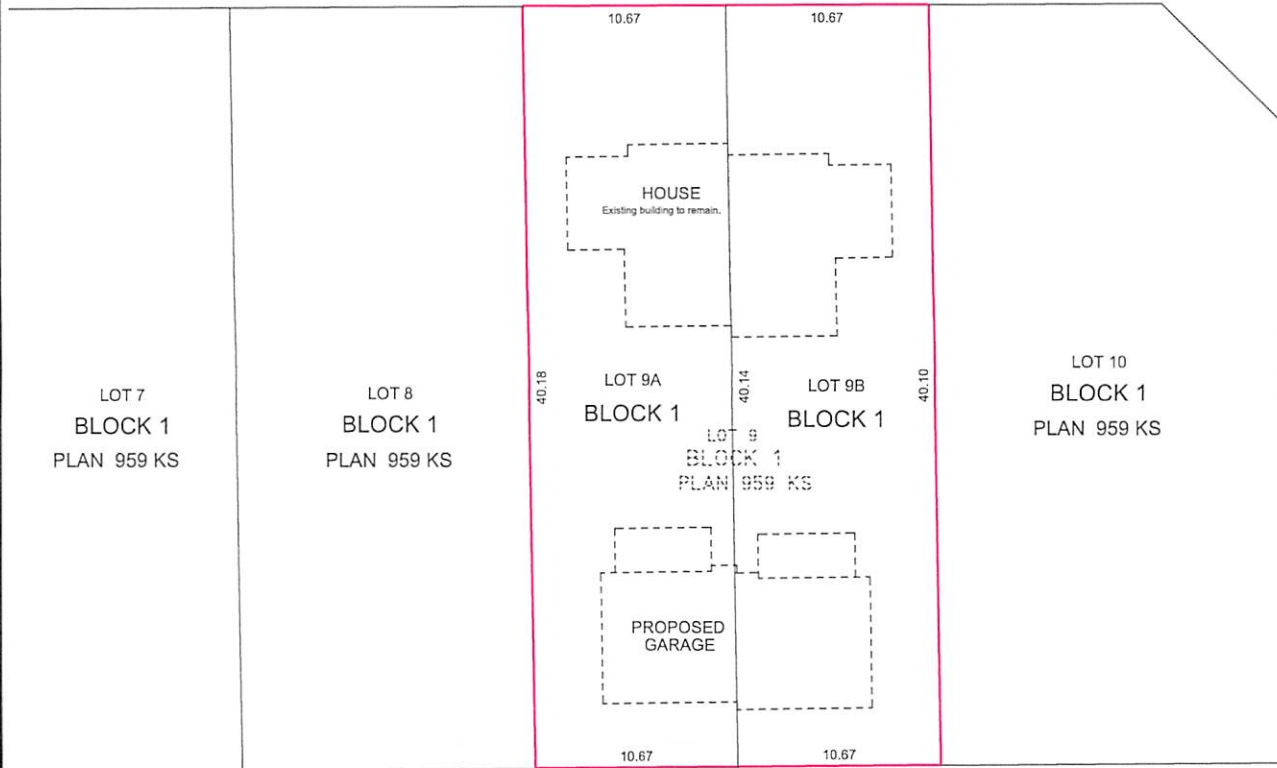 10.67
10.67
HOUSE
Existing building to remain.
40.18
40.14
40.10
LOT 7
BLOCK 1
PLAN 959 KS
LOT 8
BLOCK 1
PLAN 959 KS
LOT 9A
BLOCK 1
LOT 9B
BLOCK 1
LOT 9
BLOCK 1
PLAN 959 KS
LOT 10
BLOCK 1
PLAN 959 KS
PROPOSED
GARAGE
10.67
10.67